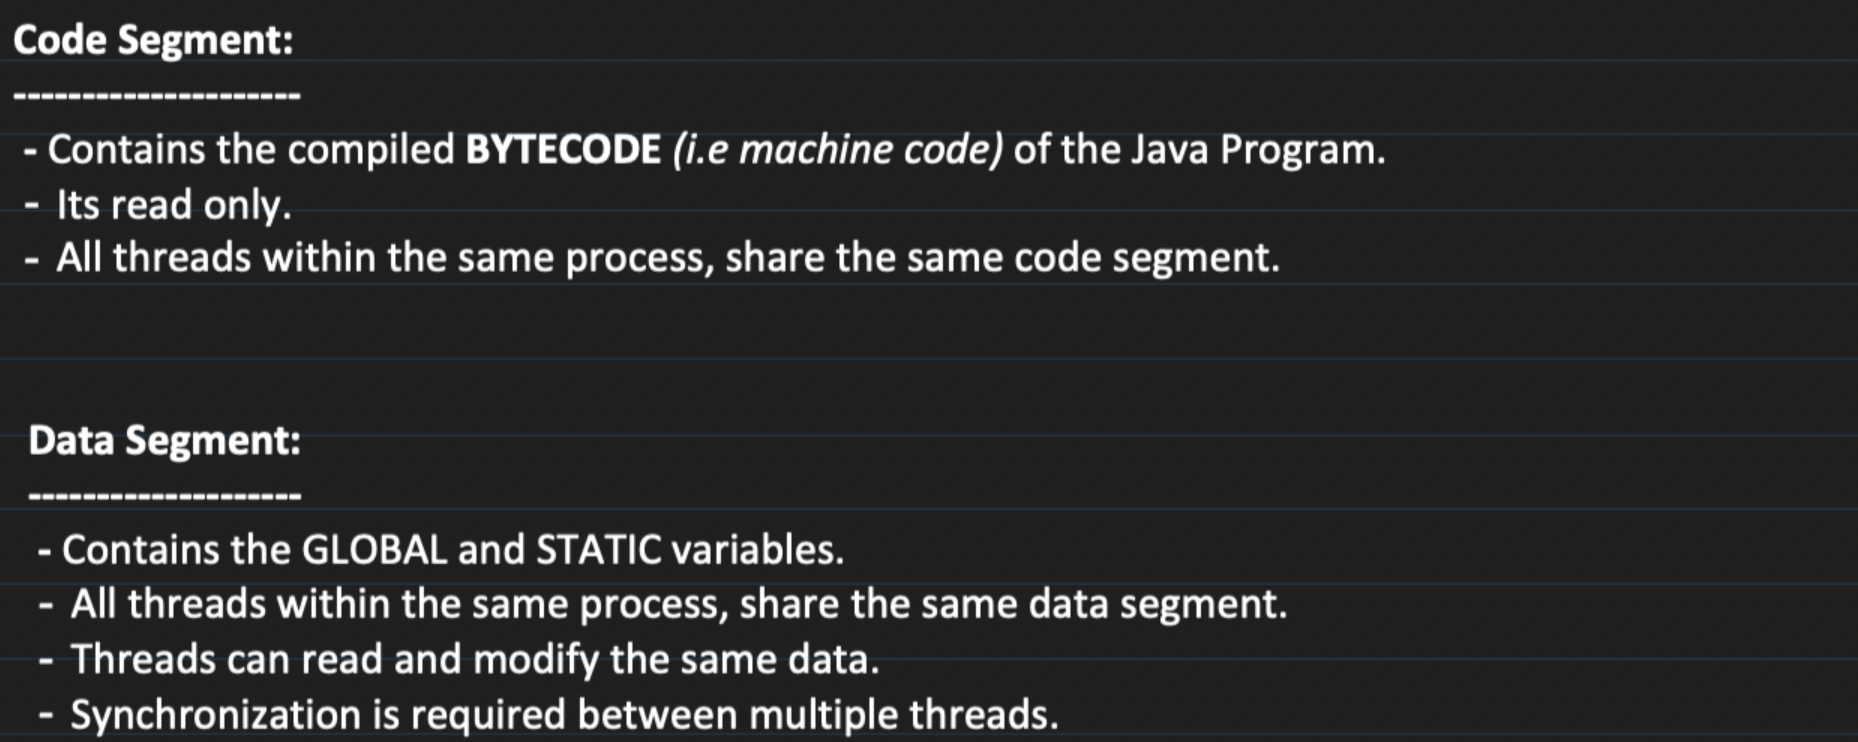 Code Segment:
---------------------
- Contains the compiled BYTECODE (i.e machine code) of the Java Program.
- Its read only.
- All threads within the same process, share the same code segment.
Data Segment:
--------------------
- Contains the GLOBAL and STATIC variables.
- All threads within the same process, share the same data segment.
- Threads can read and modify the same data.
- Synchronization is required between multiple threads.